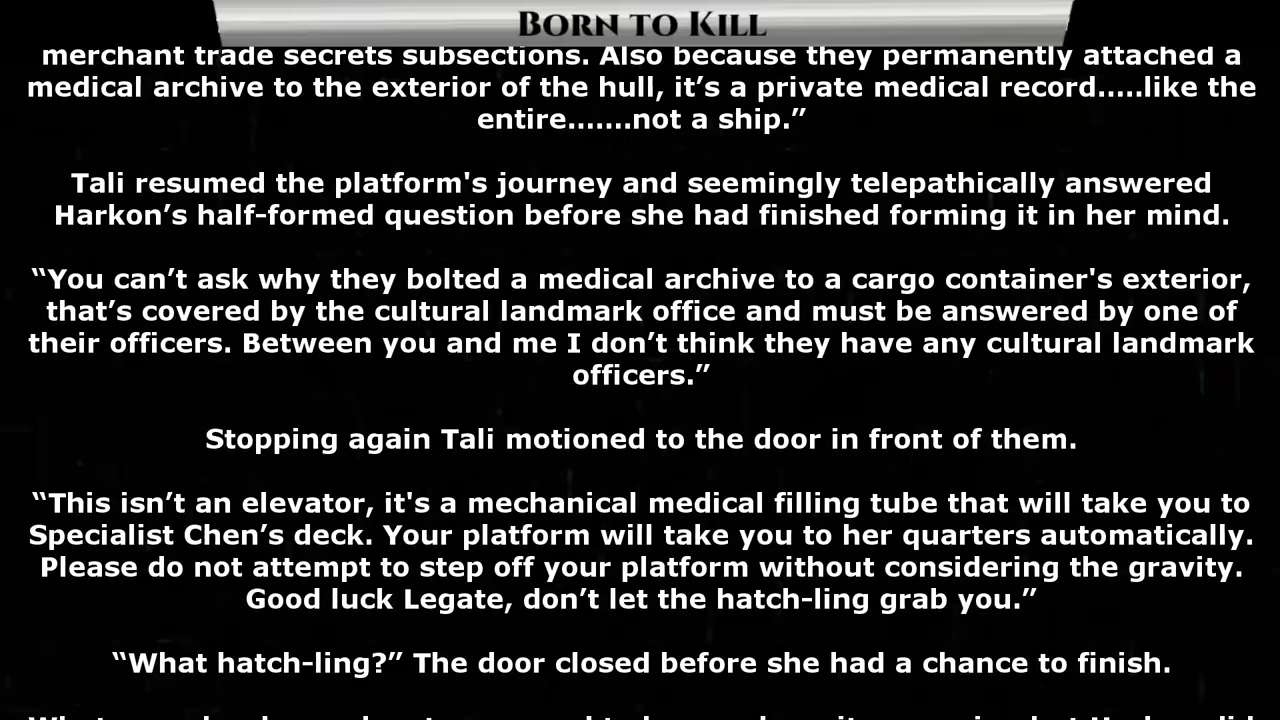 Born to Kill
merchant trade secrets subsections. Also because they permanently attached a
medical archive to the exterior of the hull, it’s a private medical record.....like the
entire.......not a ship.”
Tali resumed the platform's journey and seemingly telepathically answered
Harkon’s half-formed question before she had finished forming it in her mind.
“You can’t ask why they bolted a medical archive to a cargo container's exterior,
that’s covered by the cultural landmark office and must be answered by one of
their officers. Between you and me I don’t think they have any cultural landmark
officers.”
Stopping again Tali motioned to the door in front of them.
“This isn’t an elevator, it's a mechanical medical filling tube that will take you to
Specialist Chen’s deck. Your platform will take you to her quarters automatically.
Please do not attempt to step off your platform without considering the gravity.
Good luck Legate, don’t let the hatch-ling grab you.”
“What hatch-ling?” The door closed before she had a chance to finish.